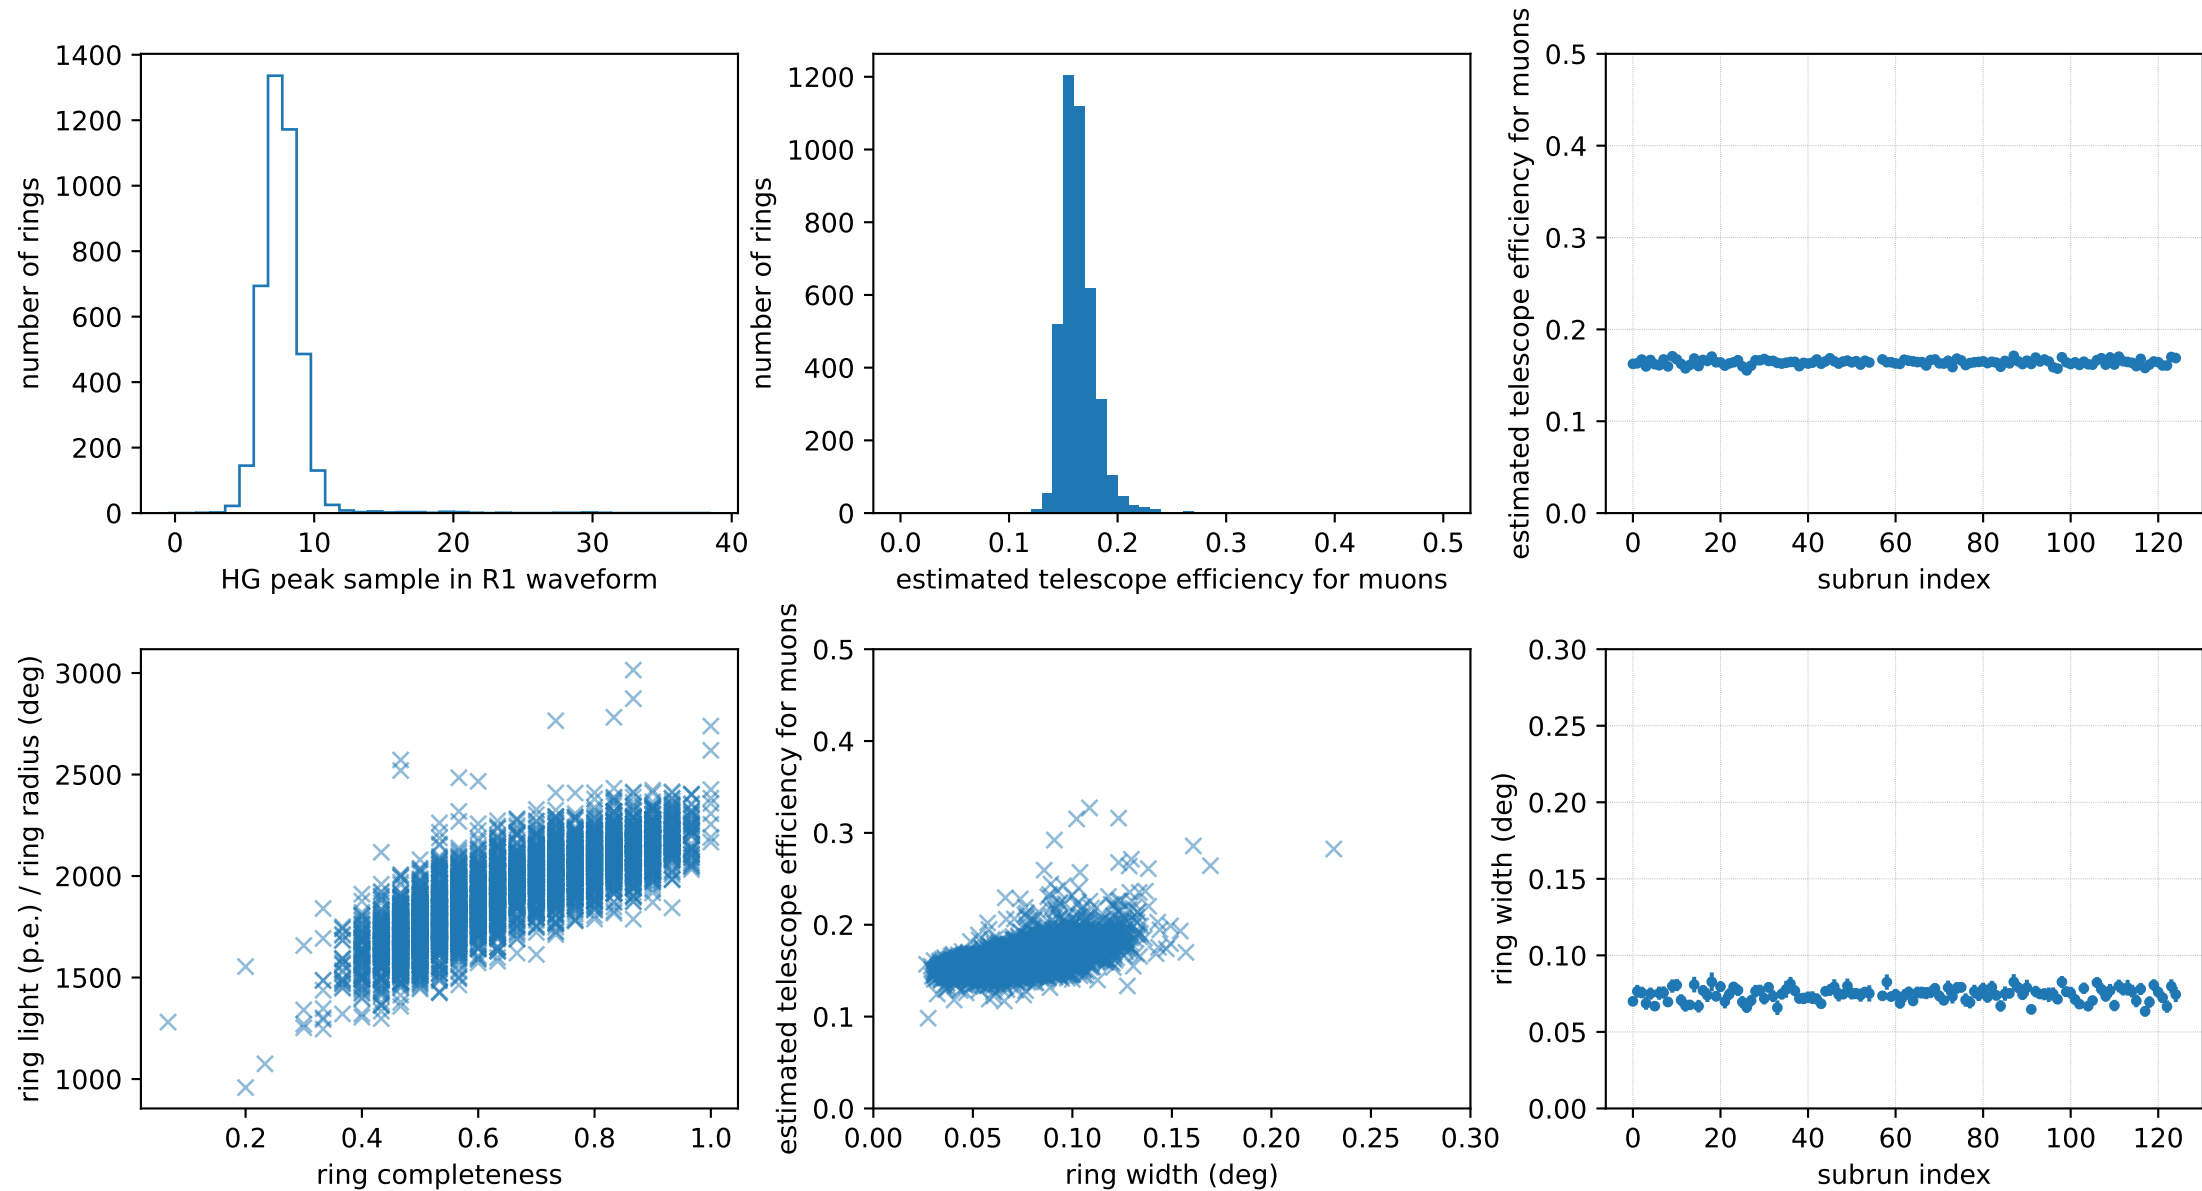 1400
1200
1000
800
600
400
200
0
number of rings
0 10 20 30 40
HG peak sample in R1 waveform
1200
1000
800
600
400
200
0
number of rings
0.0 0.1 0.2 0.3 0.4 0.5
estimated telescope efficiency for muons
0.5
0.4
0.3
0.2
0.1
0.0
estimated telescope efficiency for muons
0 20 40 60 80 100 120
subrun index
3000
2500
2000
1500
1000
ring light (p.e.) / ring radius (deg)
0.2 0.4 0.6 0.8 1.0
ring completeness
0.5
0.4
0.3
0.2
0.1
0.0
estimated telescope efficiency for muons
0.00 0.05 0.10 0.15 0.20 0.25 0.30
ring width (deg)
0.30
0.25
0.20
0.15
0.10
0.05
0.00
ring width (deg)
0 20 40 60 80 100 120
subrun index